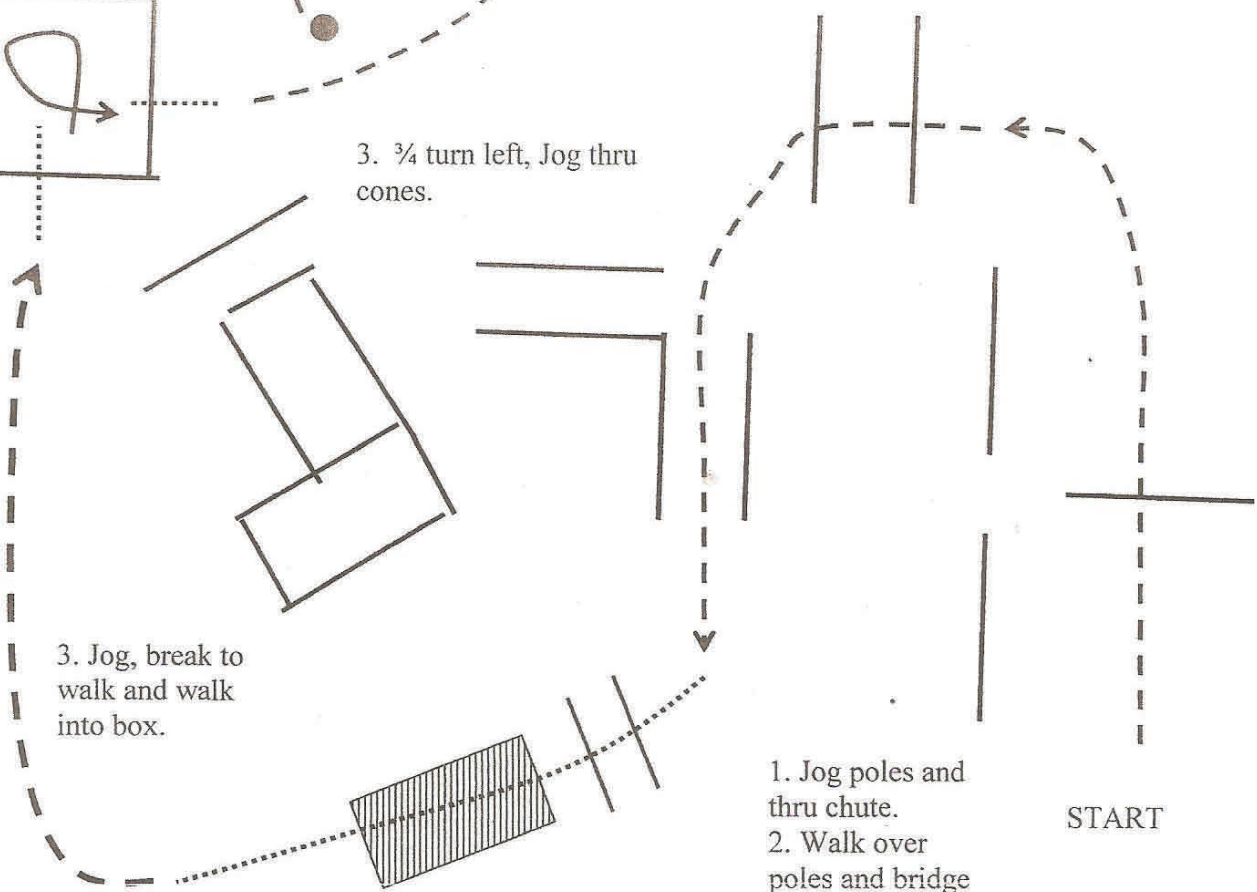 3. ¾ turn left, Jog thru
cones.
3. Jog, break to
walk and walk
into box.
1. Jog poles and
thru chute.
2. Walk over
poles and bridge
START